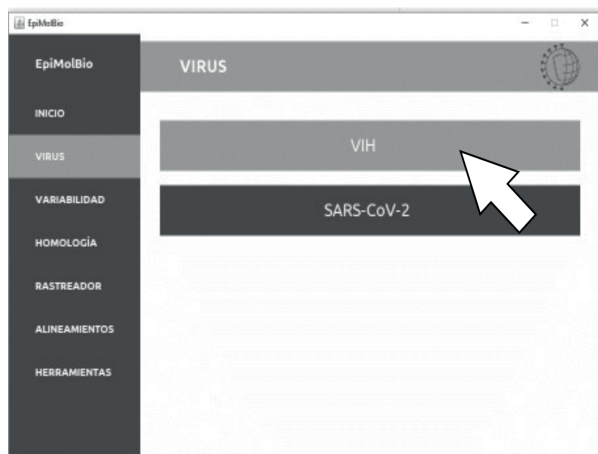 EpiMolBio
EpiMolBio
VIRUS
INICIO
VIRUS
VARIABILIDAD
HOMOLOGÍA
RASTREADOR
ALINEAMIENTOS
HERRAMIENTAS
VIH
SARS-CoV-2